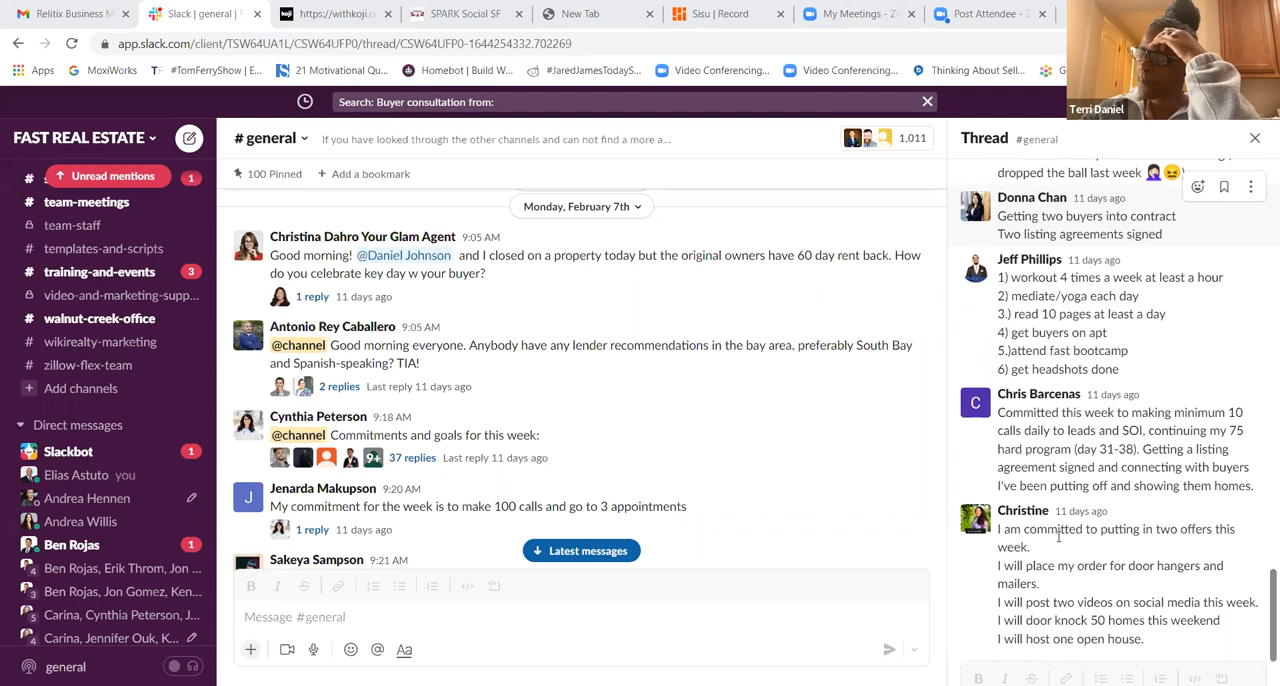 Relitix Business M
Slack | general | F
koji
https://withkoji.c
SPARK Social SF
New Tab
Sisu | Record
My Meetings - Z
Post Attendee - Z
app.slack.com/client/TSW64UA1L/CSW64UFP0/thread/CSW64UFP0-1644254332.702269
Apps
MoxiWorks
#TomFerryShow | E...
21 Motivational Qu...
Homebot | Build W...
#JaredJamesTodayS...
Video Conferencing...
Video Conferencing...
Thinking About Sell...
Terri Daniel
Search: Buyer consultation from:
FAST REAL ESTATE
Unread mentions
1
# team-meetings
team-staff
# templates-and-scripts
# training-and-events 3
video-and-marketing-supp...
# walnut-creek-office
# wikirealty-marketing
# zillow-flex-team
+ Add channels
Direct messages
Slackbot 1
Elias Astuto you
Andrea Hennen
Andrea Willis
Ben Rojas 1
4 Ben Rojas, Erik Throm, Jon ...
3 Ben Rojas, Jon Gomez, Ken...
5 Carina, Cynthia Peterson, J...
4 Carina, Jennifer Ouk, K...
general
# general
If you have looked through the other channels and can not find a more a...
1,011
100 Pinned
+ Add a bookmark
Monday, February 7th
Christina Dahro Your Glam Agent 9:05 AM
Good morning! @Daniel Johnson and I closed on a property today but the original owners have 60 day rent back. How
do you celebrate key day w your buyer?
1 reply 11 days ago
Antonio Rey Caballero 9:05 AM
@channel Good morning everyone. Anybody have any lender recommendations in the bay area, preferably South Bay
and Spanish-speaking? TIA!
2 replies Last reply 11 days ago
Cynthia Peterson 9:18 AM
@channel Commitments and goals for this week:
9+ 37 replies Last reply 11 days ago
J
Jenarda Makupson 9:20 AM
My commitment for the week is to make 100 calls and go to 3 appointments
1 reply 11 days ago
Sakeya Sampson 9:21 AM
Latest messages
B I S
Message #general
+ @ Aa
Thread #general
dropped the ball last week
Donna Chan 11 days ago
Getting two buyers into contract
Two listing agreements signed
Jeff Phillips 11 days ago
1) workout 4 times a week at least a hour
2) mediate/yoga each day
3.) read 10 pages at least a day
4) get buyers on apt
5.)attend fast bootcamp
6) get headshots done
C
Chris Barcenas 11 days ago
Committed this week to making minimum 10
calls daily to leads and SOI, continuing my 75
hard program (day 31-38). Getting a listing
agreement signed and connecting with buyers
I've been putting off and showing them homes.
Christine 11 days ago
I am committed to putting in two offers this
week.
I will place my order for door hangers and
mailers.
I will post two videos on social media this week.
I will door knock 50 homes this weekend
I will host one open house.
B I S